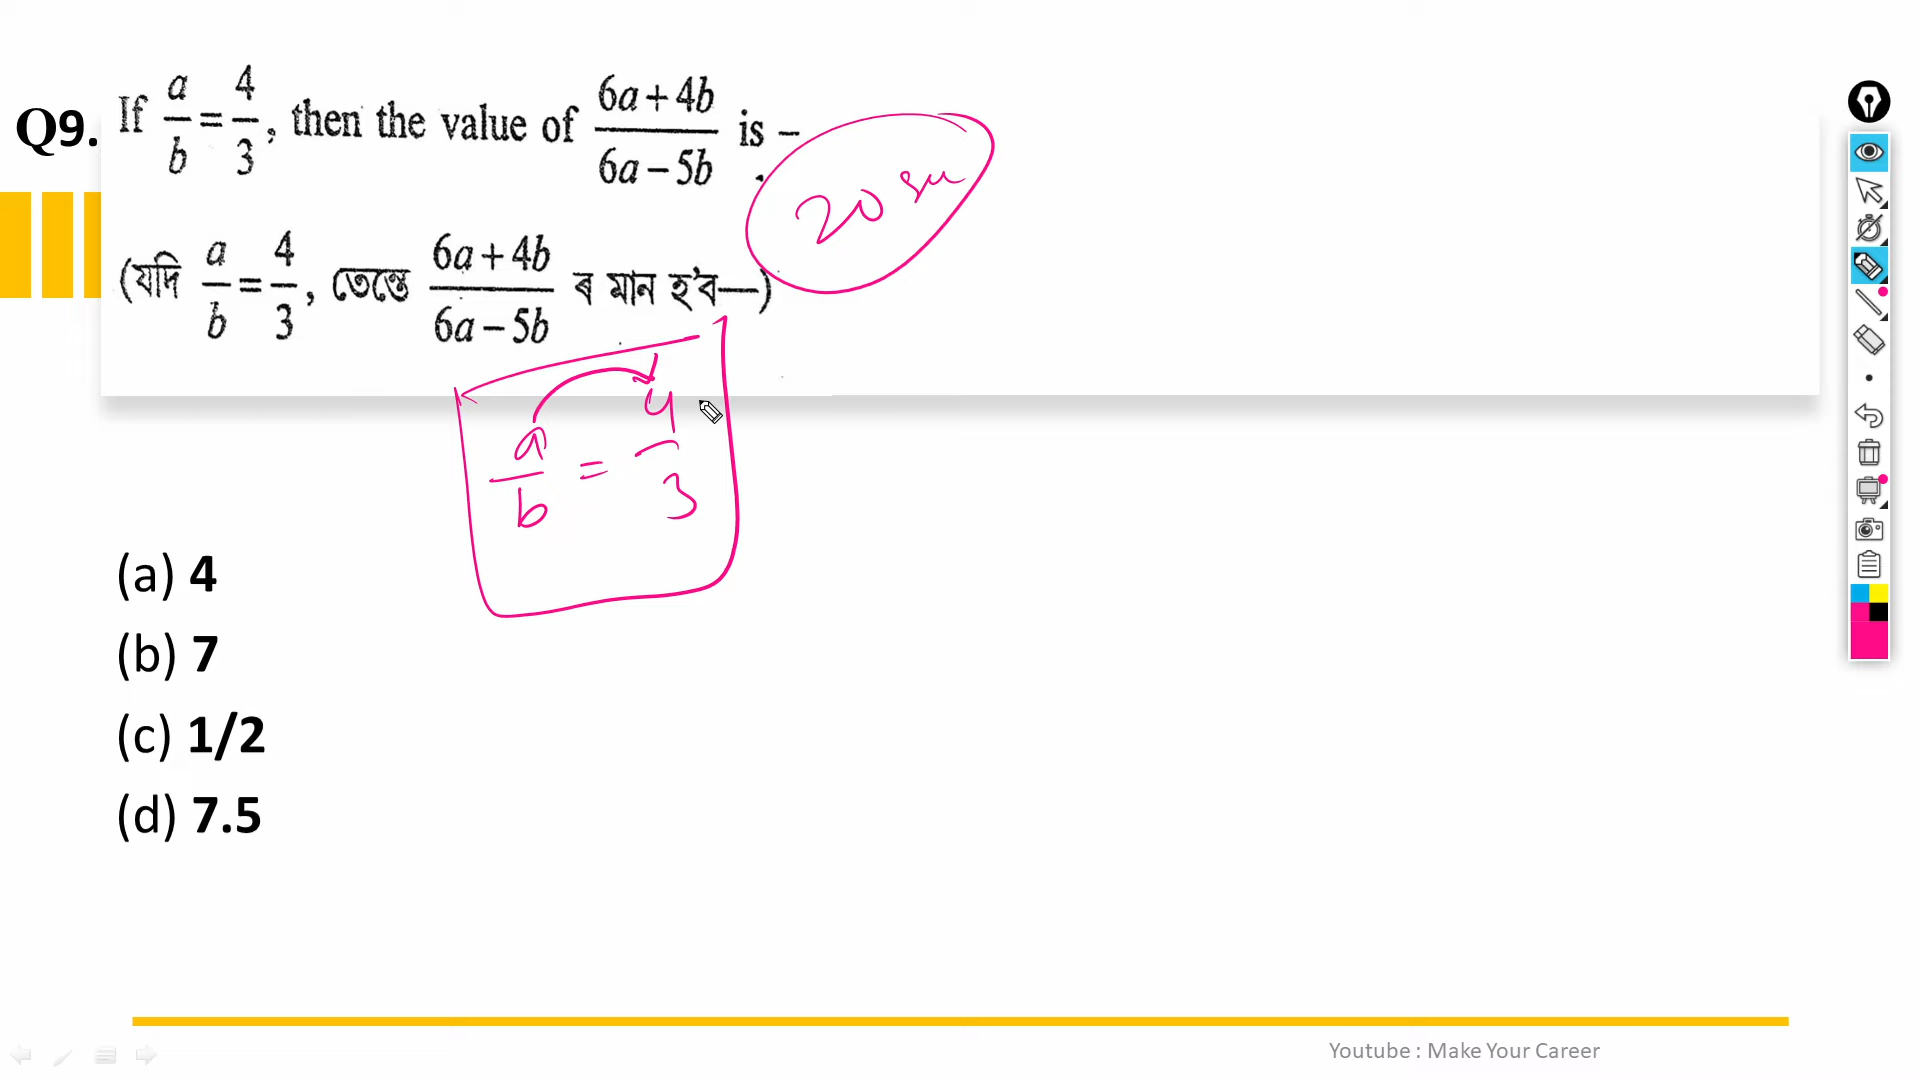 Q9. If a/b = 4/3, then the value of (6a+4b)/(6a−5b) is –
20 su
(যদি a/b = 4/3, তেন্তে (6a+4b)/(6a−5b) ৰ মান হ'ব—)
a/b = 4/3
(a) 4
(b) 7
(c) 1/2
(d) 7.5
Youtube : Make Your Career